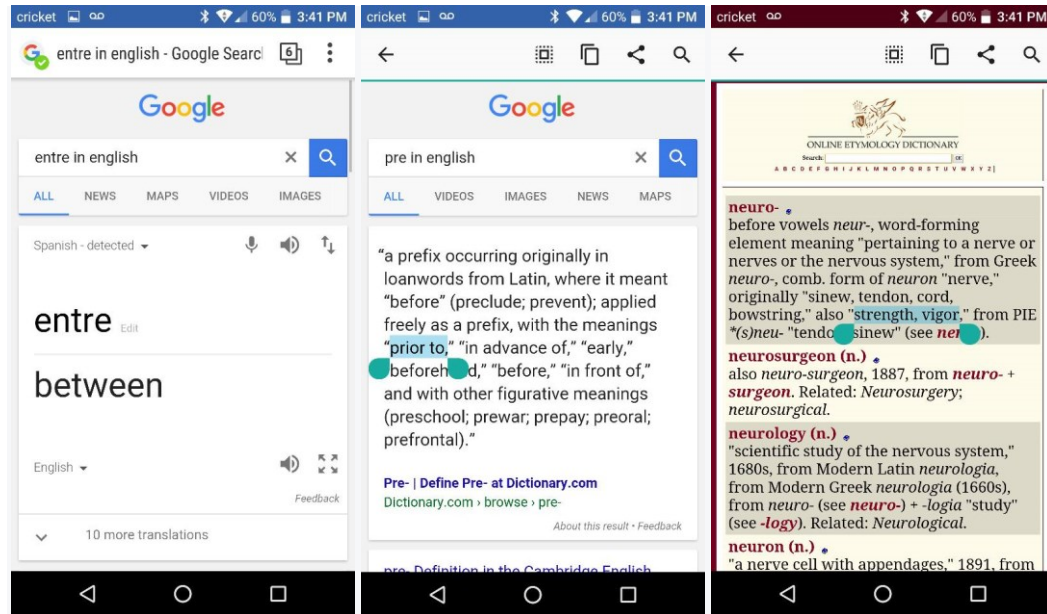 cricket 60% 3:41 PM
entre in english - Google Searc 6
Google
entre in english
ALL NEWS MAPS VIDEOS IMAGES
Spanish - detected
entre Edit
between
English
Feedback
10 more translations
cricket 60% 3:41 PM
Google
pre in english
ALL VIDEOS IMAGES NEWS MAPS
“a prefix occurring originally in
loanwords from Latin, where it meant
“before” (preclude; prevent); applied
freely as a prefix, with the meanings
“prior to,” “in advance of,” “early,”
“beforeh d,” “before,” “in front of,”
and with other figurative meanings
(preschool; prewar; prepay; preoral;
prefrontal).”
Pre- | Define Pre- at Dictionary.com
Dictionary.com › browse › pre-
About this result • Feedback
pre- Definition in the Cambridge English
cricket 60% 3:41 PM
ONLINE ETYMOLOGY DICTIONARY
Search:
A B C D E F G H I J K L M N O P Q R S T U V W X Y Z
neuro-
before vowels neur-, word-forming
element meaning "pertaining to a nerve or
nerves or the nervous system," from Greek
neuro-, comb. form of neuron "nerve,"
originally "sinew, tendon, cord,
bowstring," also "strength, vigor," from PIE
*(s)neu- "tendo sinew" (see ner ).
neurosurgeon (n.)
also neuro-surgeon, 1887, from neuro- +
surgeon. Related: Neurosurgery;
neurosurgical.
neurology (n.)
"scientific study of the nervous system,"
1680s, from Modern Latin neurologia,
from Modern Greek neurologia (1660s),
from neuro- (see neuro-) + -logia "study"
(see -logy). Related: Neurological.
neuron (n.)
"a nerve cell with appendages," 1891, from